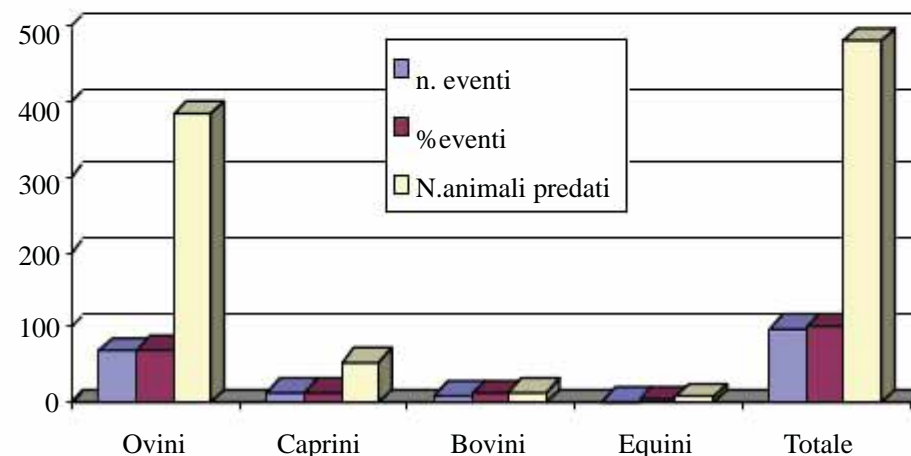 500
400
300
200
100
0
n. eventi
%eventi
N.animali predati
Ovini Caprini Bovini Equini Totale